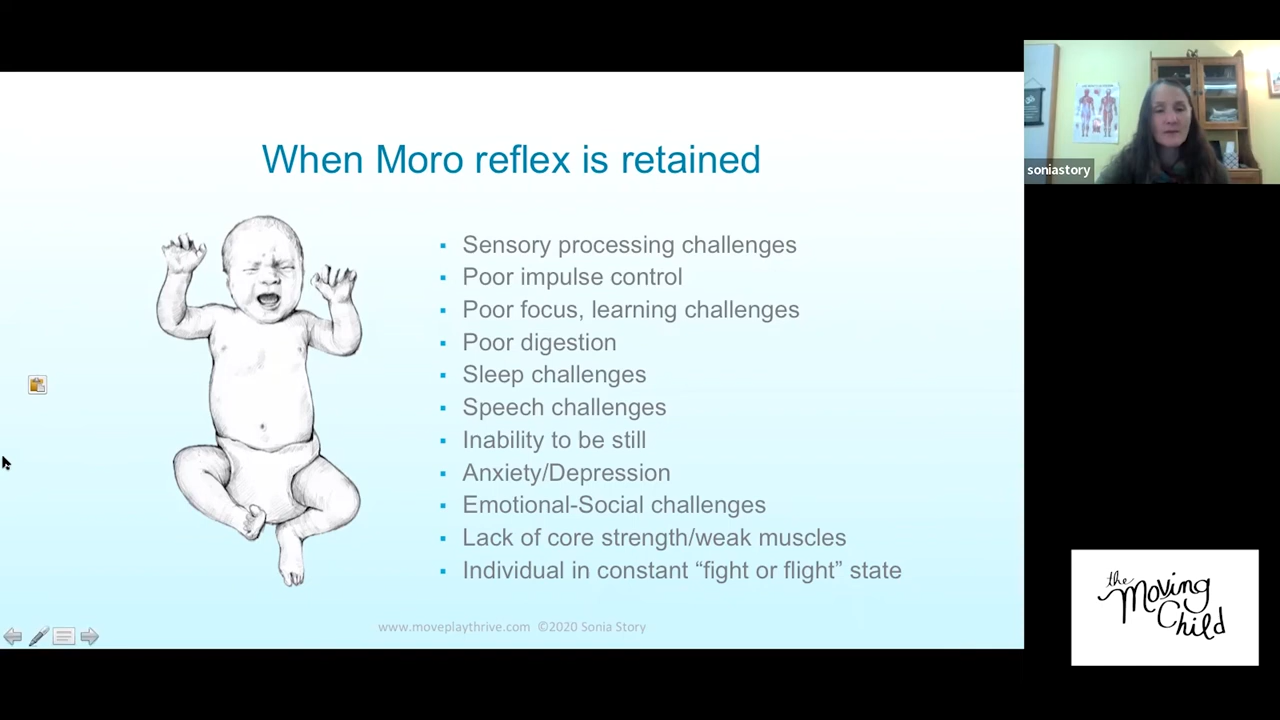 When Moro reflex is retained
Sensory processing challenges
Poor impulse control
Poor focus, learning challenges
Poor digestion
Sleep challenges
Speech challenges
Inability to be still
Anxiety/Depression
Emotional-Social challenges
Lack of core strength/weak muscles
Individual in constant “fight or flight” state
www.moveplaythrive.com ©2020 Sonia Story
soniastory
the
Moving
Child